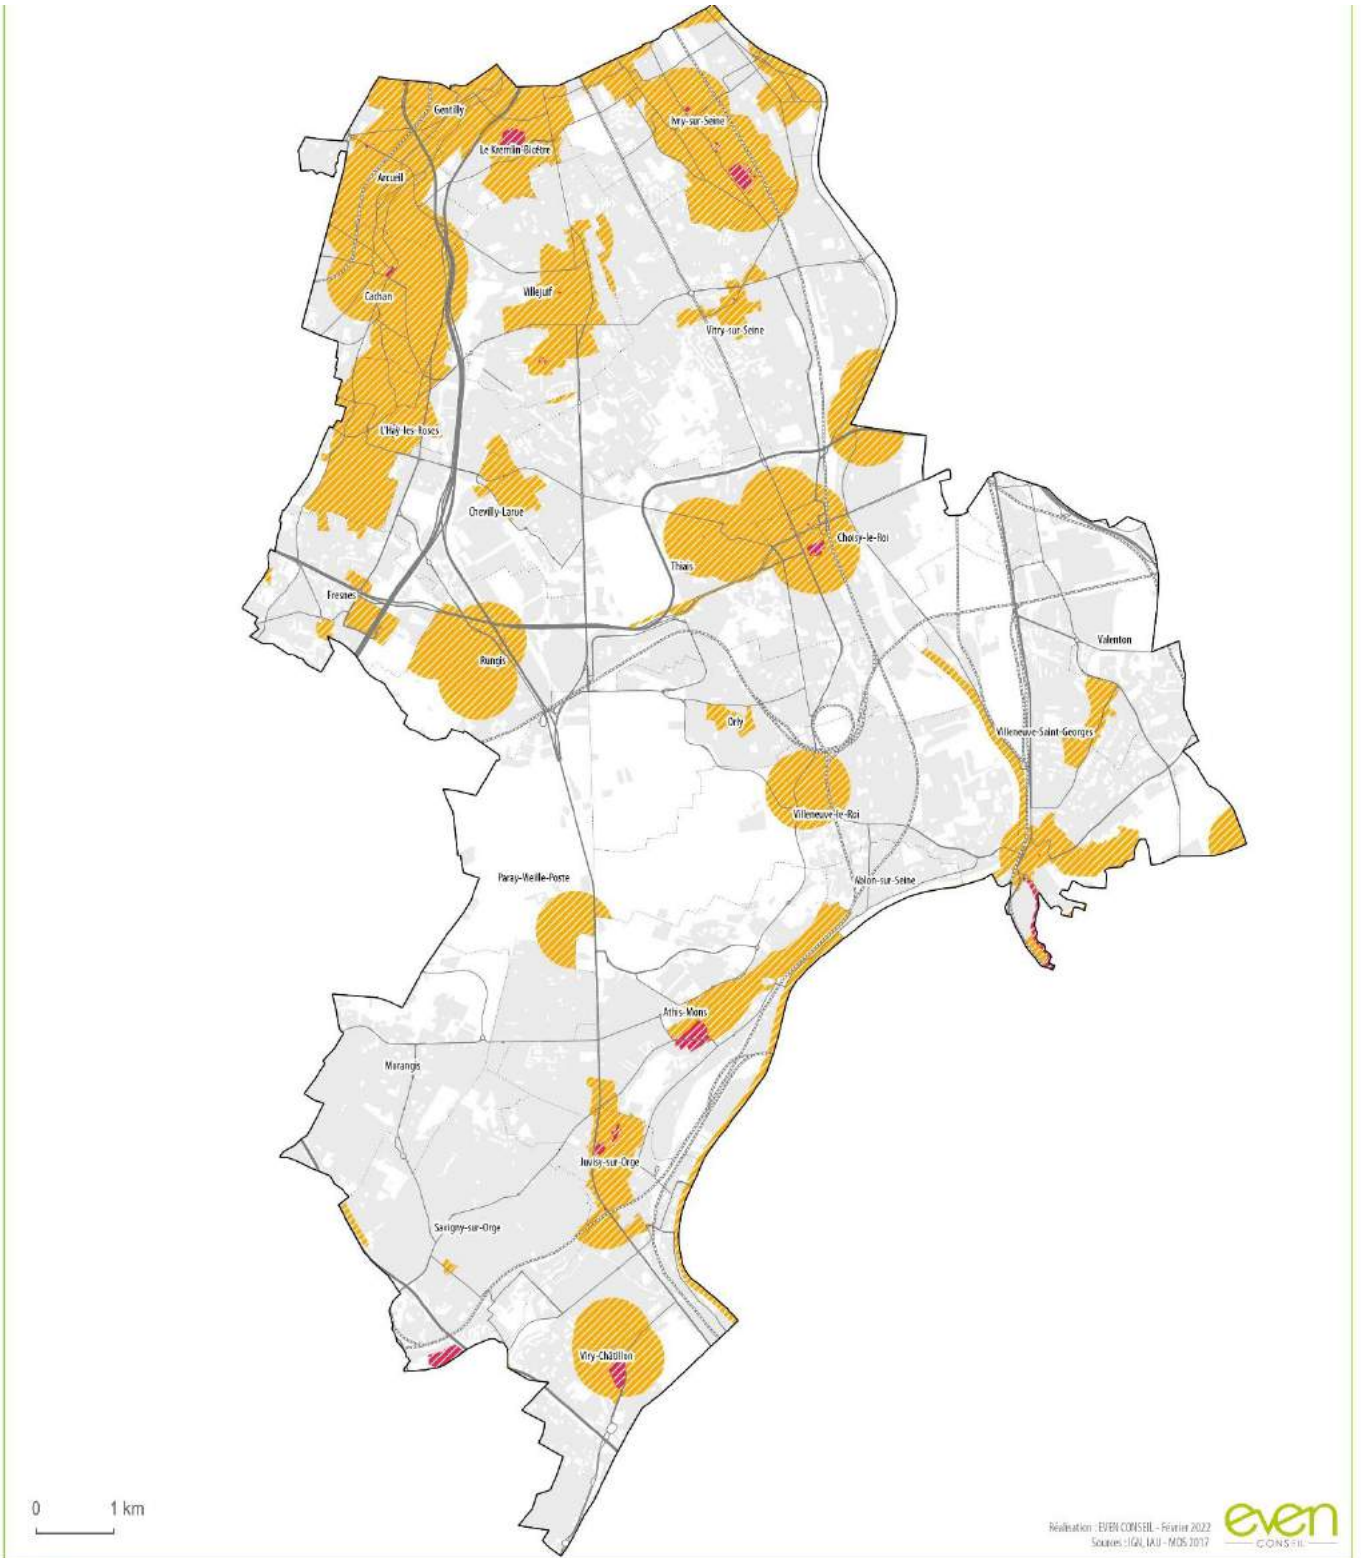 Gentilly
Ivry-sur-Seine
Le Kremlin-Bicêtre
Arcueil
Cachan
Villejuif
Vitry-sur-Seine
L'Haÿ-les-Roses
Chevilly-Larue
Choisy-le-Roi
Thiais
Fresnes
Valenton
Rungis
Orly
Villeneuve-Saint-Georges
Villeneuve-le-Roi
Paray-Vieille-Poste
Ablon-sur-Seine
Athis-Mons
Morangis
Juvisy-sur-Orge
Savigny-sur-Orge
Viry-Châtillon
0 1 km
Réalisation : EVEN CONSEIL - Février 2022
Sources : IGN, IAU - MOS 2017
even
CONSEIL